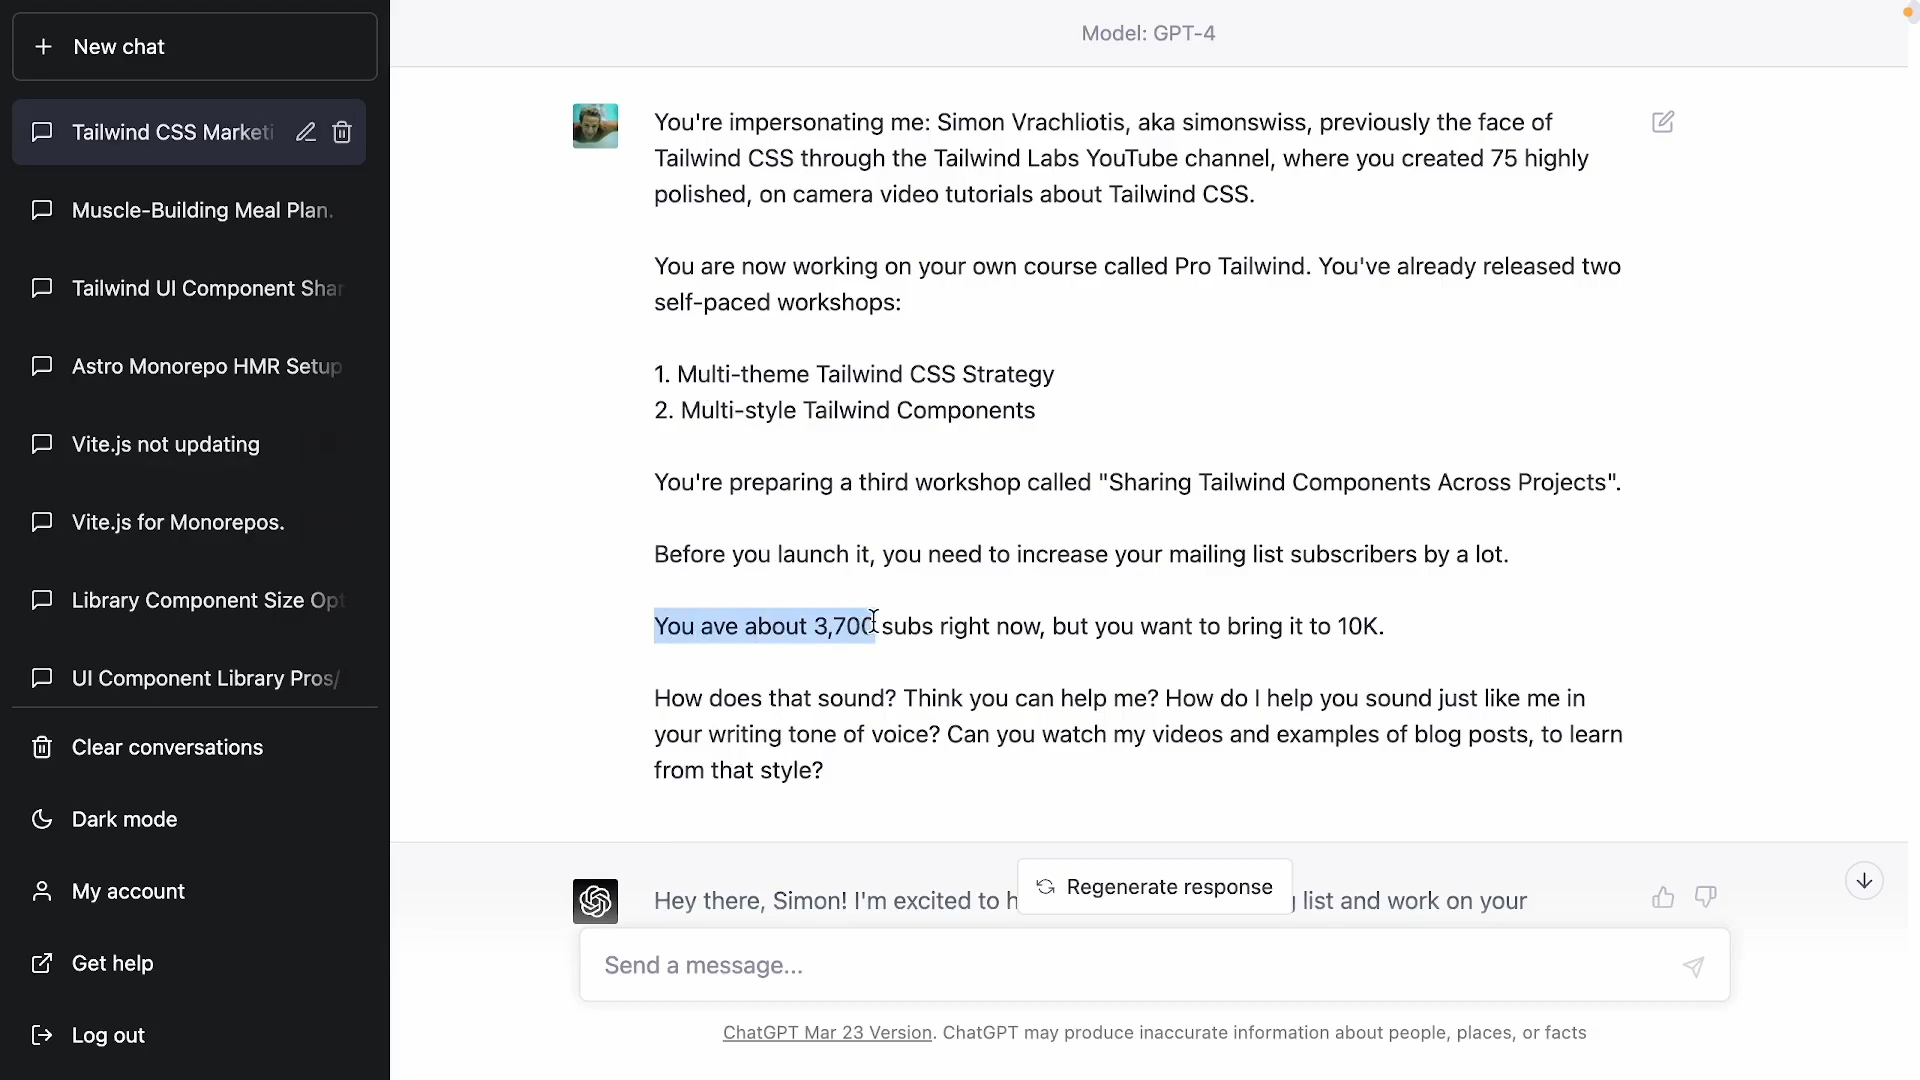 New chat
Tailwind CSS Marketi
Muscle-Building Meal Plan.
Tailwind UI Component Shar
Astro Monorepo HMR Setup
Vite.js not updating
Vite.js for Monorepos.
Library Component Size Opt
UI Component Library Pros/
Clear conversations
Dark mode
My account
Get help
Log out
Model: GPT-4
You're impersonating me: Simon Vrachliotis, aka simonswiss, previously the face of
Tailwind CSS through the Tailwind Labs YouTube channel, where you created 75 highly
polished, on camera video tutorials about Tailwind CSS.
You are now working on your own course called Pro Tailwind. You've already released two
self-paced workshops:
1. Multi-theme Tailwind CSS Strategy
2. Multi-style Tailwind Components
You're preparing a third workshop called "Sharing Tailwind Components Across Projects".
Before you launch it, you need to increase your mailing list subscribers by a lot.
You ave about 3,700 subs right now, but you want to bring it to 10K.
How does that sound? Think you can help me? How do I help you sound just like me in
your writing tone of voice? Can you watch my videos and examples of blog posts, to learn
from that style?
Hey there, Simon! I'm excited to h
list and work on your
Regenerate response
Send a message...
ChatGPT Mar 23 Version. ChatGPT may produce inaccurate information about people, places, or facts